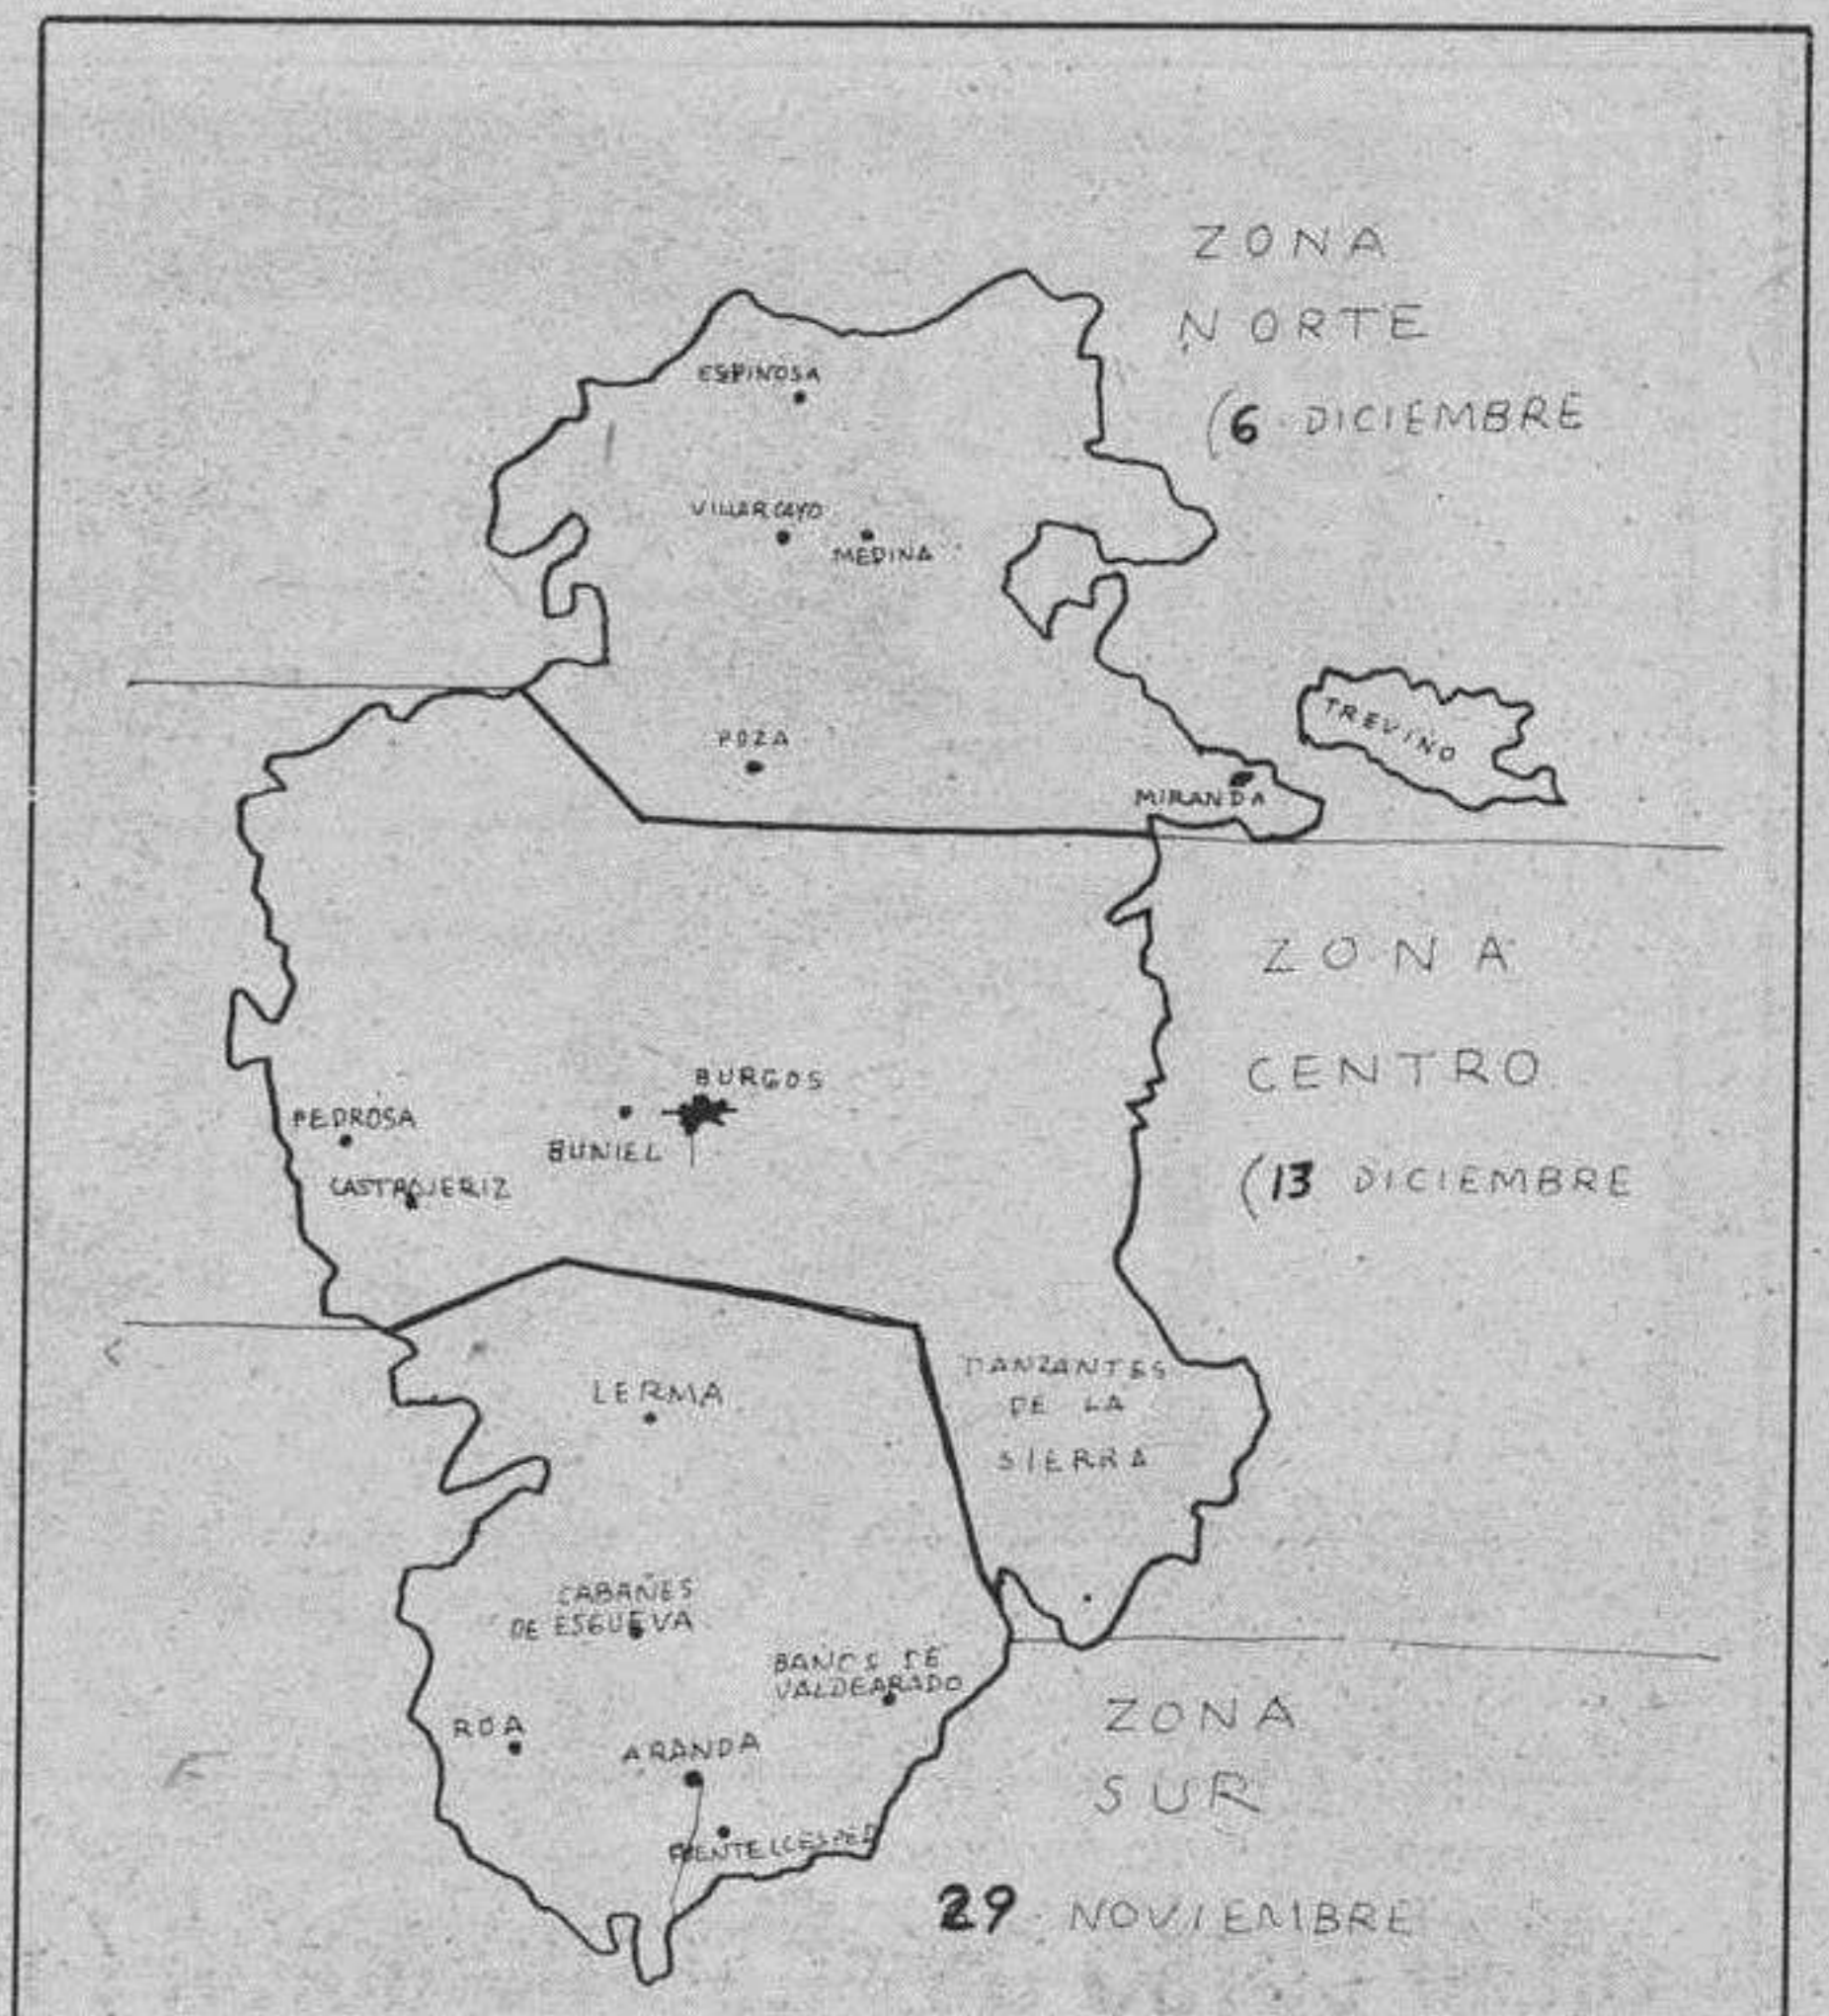 ZONA
NORTE
(6 DICIEMBRE
ESPINOSA
VILLARCAYO
MEDINA
TREVIÑO
POZA
MIRANDA
ZONA
CENTRO
(13 DICIEMBRE
BURGOS
PEDROSA
BUNIEL
CASTROJERIZ
DANZANTES
DE LA
SIERRA
LERMA
CABAÑES
DE ESGUEVA
BAÑOS DE
VALDEARADO
ROA
ARANDA
FUENTELCESPED
ZONA
SUR
29 NOVIEMBRE